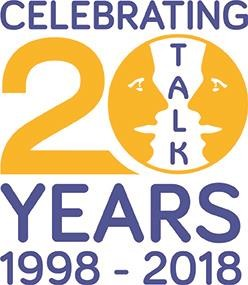 CELEBRATING
20
TALK
YEARS
1998 - 2018